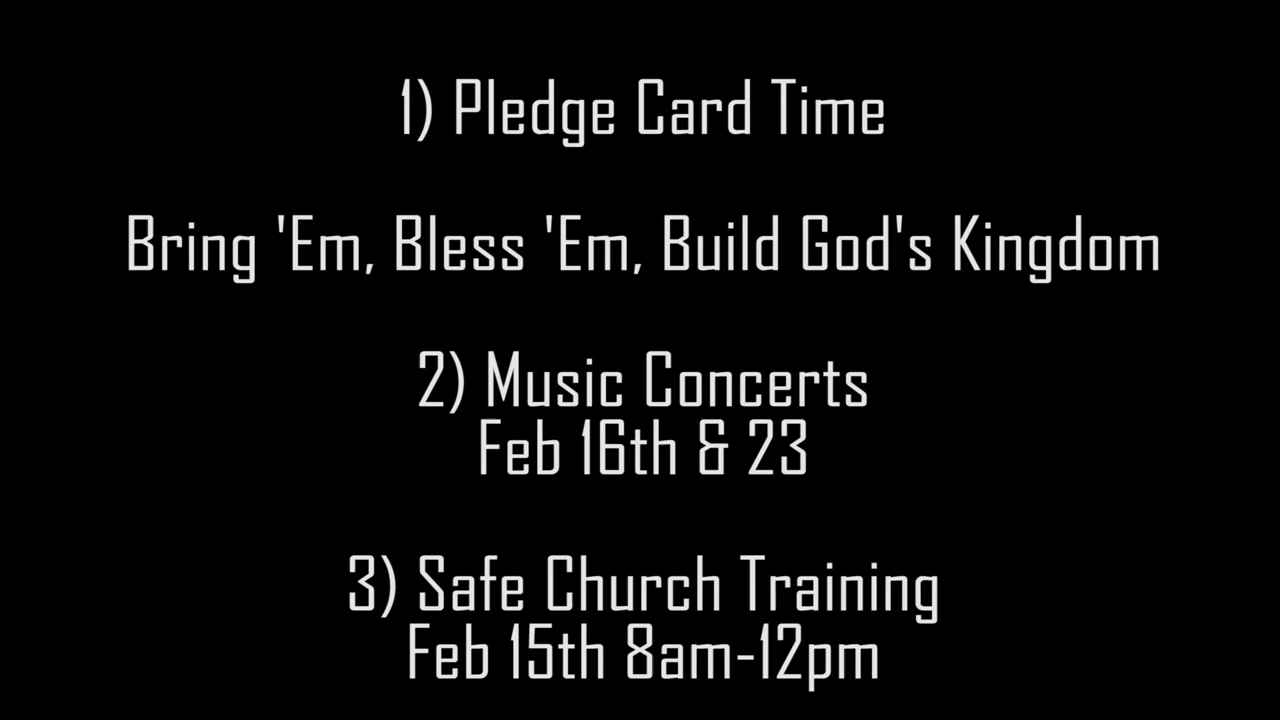 1) Pledge Card Time
Bring 'Em, Bless 'Em, Build God's Kingdom
2) Music Concerts
Feb 16th & 23
3) Safe Church Training
Feb 15th 8am-12pm